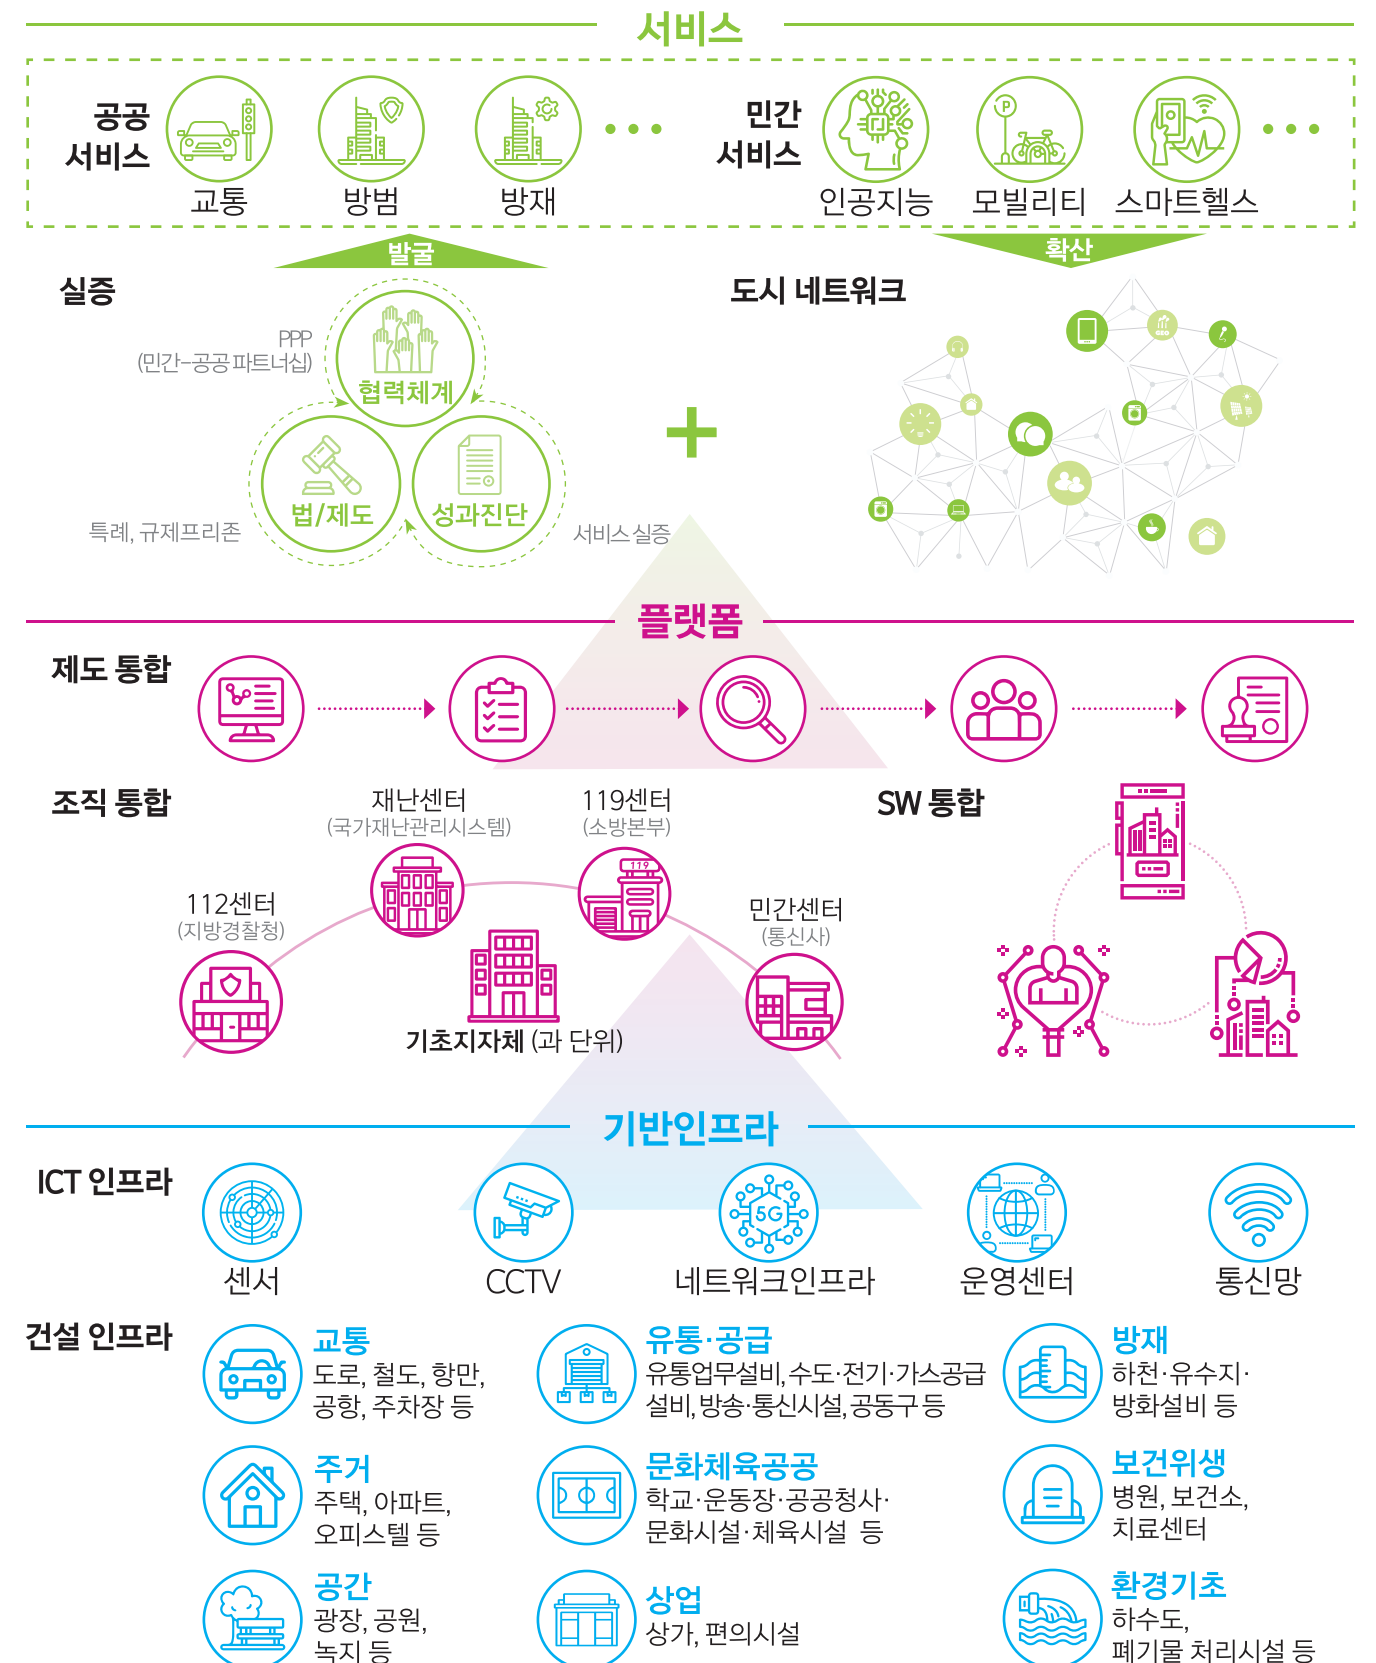 서비스
공공
서비스
교통
방범
방재
민간
서비스
인공지능
P
모빌리티
스마트헬스
발굴
확산
실증
PPP
(민간-공공 파트너십)
협력체계
법/제도
성과진단
특례, 규제프리존
서비스 실증
도시 네트워크
플랫폼
제도 통합
조직 통합
112센터
(지방경찰청)
재난센터
(국가재난관리시스템)
119센터
(소방본부)
119
민간센터
(통신사)
기초지자체 (과 단위)
SW 통합
기반인프라
ICT 인프라
센서
CCTV
5G
네트워크인프라
운영센터
통신망
건설 인프라
교통
도로, 철도, 항만,
공항, 주차장 등
유통·공급
유통업무설비, 수도·전기·가스공급
설비, 방송·통신시설, 공동구 등
방재
하천·유수지·
방화설비 등
주거
주택, 아파트,
오피스텔 등
문화체육공공
학교·운동장·공공청사·
문화시설·체육시설 등
보건위생
병원, 보건소,
치료센터
공간
광장, 공원,
녹지 등
상업
상가, 편의시설
환경기초
하수도,
폐기물 처리시설 등